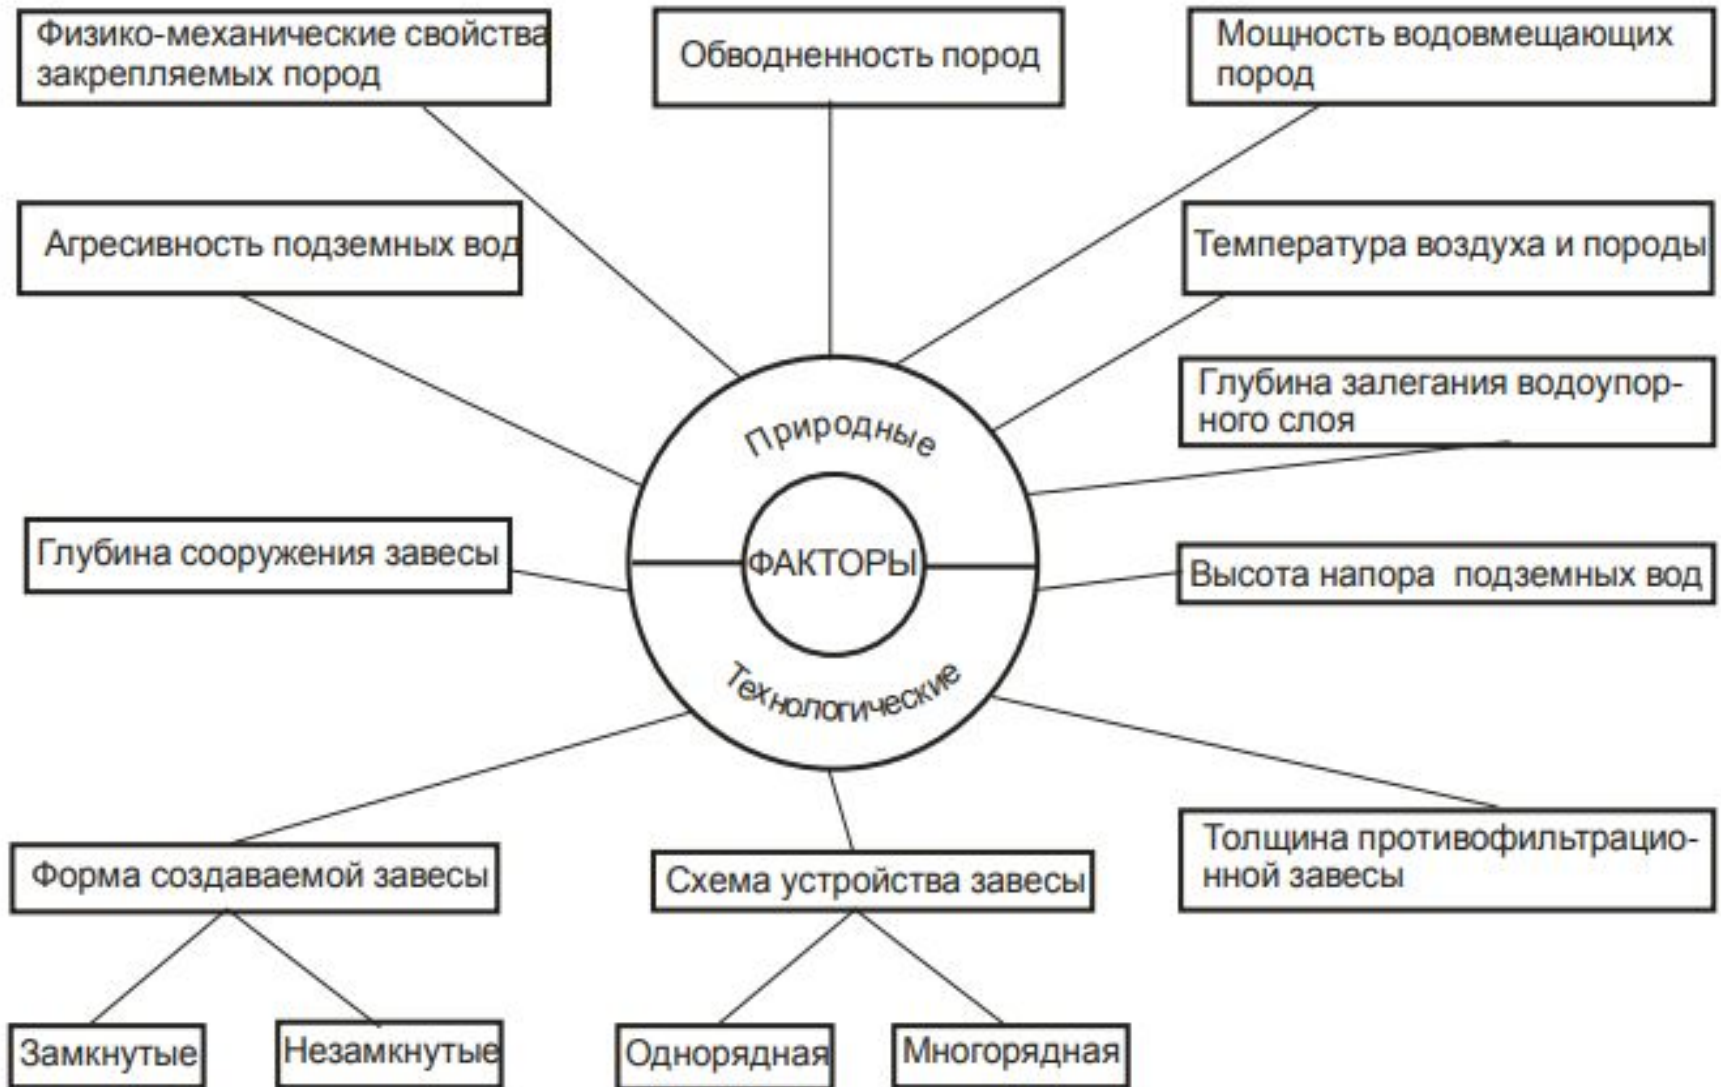 Физико-механические свойства
закрепляемых пород
Обводненность пород
Мощность водовмещающих
пород
Агресивность подземных вод
Температура воздуха и породы
Глубина залегания водоупор-
ного слоя
Природные
ФАКТОРЫ
Технологические
Глубина сооружения завесы
Высота напора подземных вод
Форма создаваемой завесы
Схема устройства завесы
Толщина противофильтрацио-
нной завесы
Замкнутые
Незамкнутые
Однорядная
Многорядная